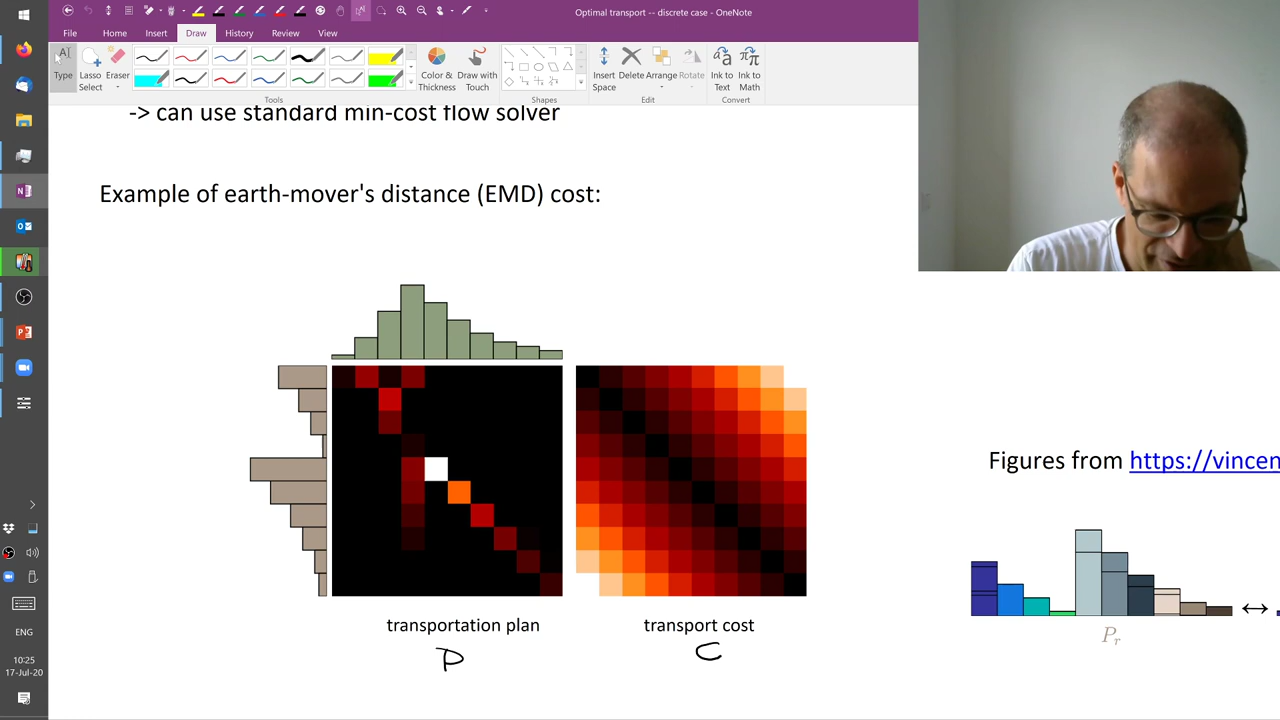 Optimal transport -- discrete case - OneNote
File Home Insert Draw History Review View
Type
Lasso Select
Eraser
Color & Thickness
Draw with Touch
Insert Space
Delete
Arrange
Rotate
Ink to Text
Ink to Math
Tools
Shapes
Edit
Convert
-> can use standard min-cost flow solver
Example of earth-mover's distance (EMD) cost:
Figures from https://vincen
transportation plan
transport cost
P
C
Pr
ENG
10:25
17-Jul-20